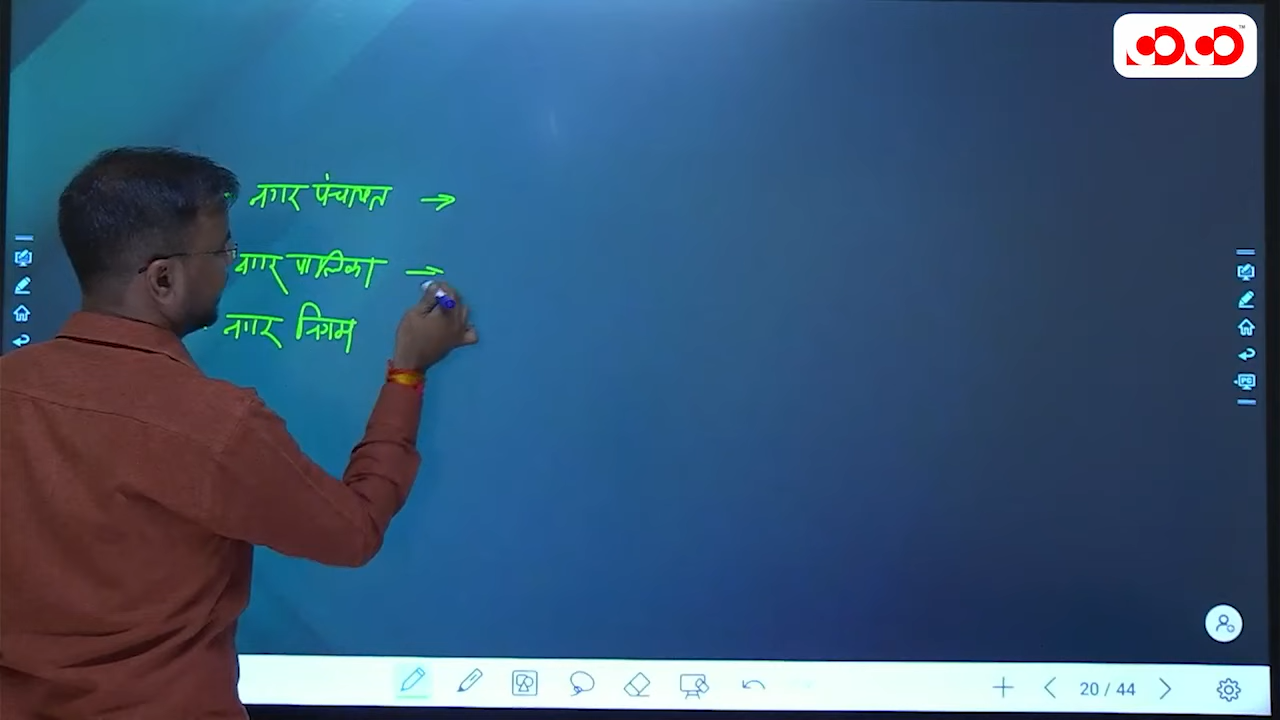 नगर पंचायत →
नगर पालिका →
नगर निगम
20 / 44